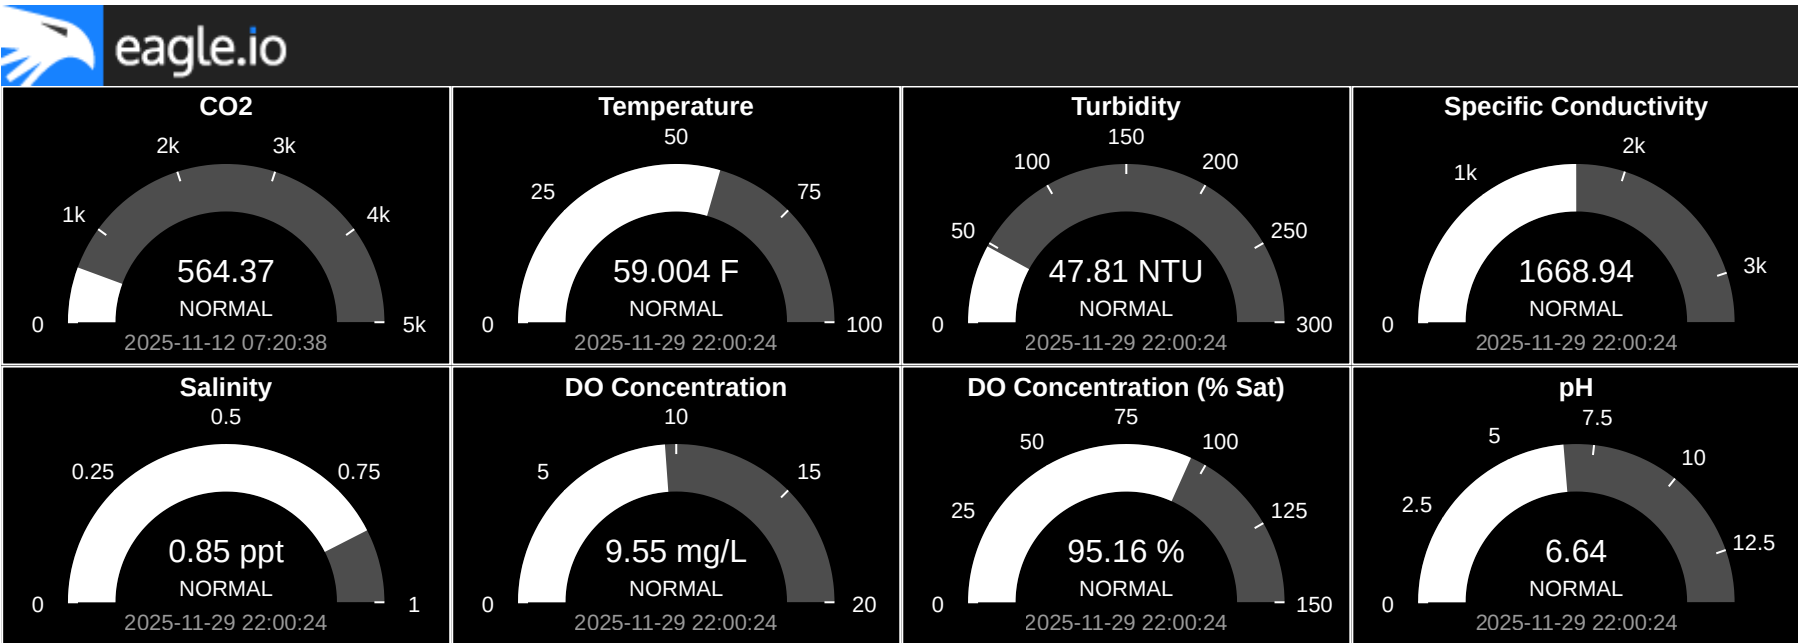 eagle.io
CO2
0
1k
2k
3k
4k
5k
564.37
NORMAL
2025-11-12 07:20:38
Temperature
0
25
50
75
100
59.004 F
NORMAL
2025-11-29 22:00:24
Turbidity
0
50
100
150
200
250
300
47.81 NTU
NORMAL
2025-11-29 22:00:24
Specific Conductivity
0
1k
2k
3k
1668.94
NORMAL
2025-11-29 22:00:24
Salinity
0
0.25
0.5
0.75
1
0.85 ppt
NORMAL
2025-11-29 22:00:24
DO Concentration
0
5
10
15
20
9.55 mg/L
NORMAL
2025-11-29 22:00:24
DO Concentration (% Sat)
0
25
50
75
100
125
150
95.16 %
NORMAL
2025-11-29 22:00:24
pH
0
2.5
5
7.5
10
12.5
6.64
NORMAL
2025-11-29 22:00:24